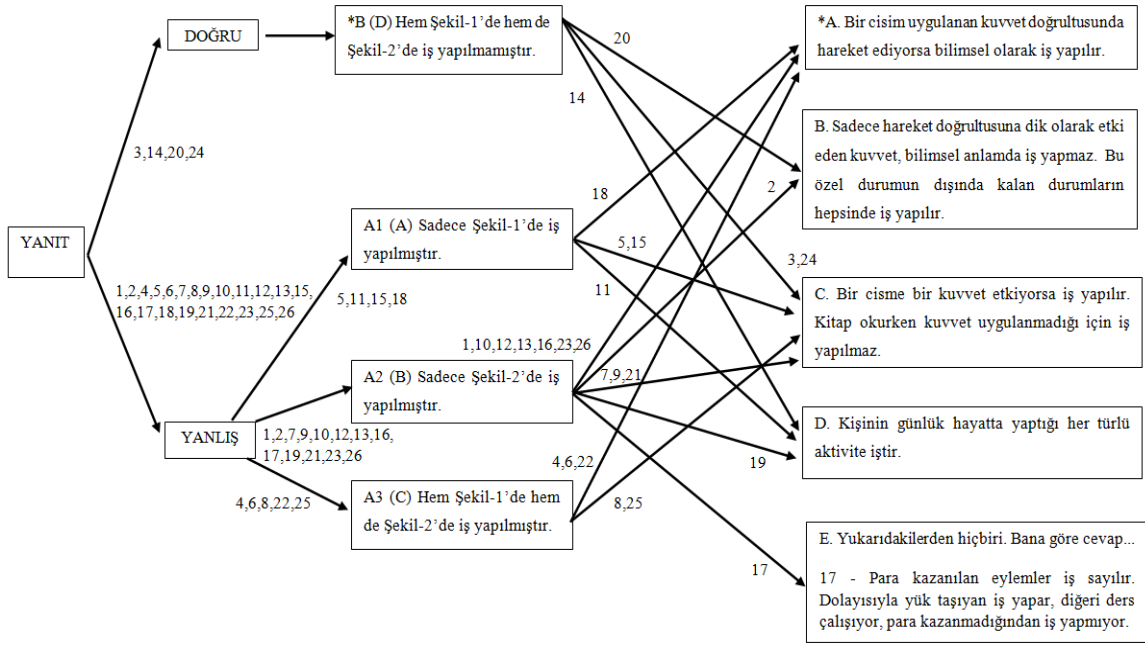 DOĞRU
*B (D) Hem Şekil-1’de hem de
Şekil-2’de iş yapılmamıştır.
20
14
*A. Bir cisim uygulanan kuvvet doğrultusunda
hareket ediyorsa bilimsel olarak iş yapılır.
3,14,20,24
B. Sadece hareket doğrultusuna dik olarak etki
eden kuvvet, bilimsel anlamda iş yapmaz. Bu
özel durumun dışında kalan durumların
hepsinde iş yapılır.
18
2
YANIT
A1 (A) Sadece Şekil-1’de iş
yapılmıştır.
5,15
11
3,24
1,2,4,5,6,7,8,9,10,11,12,13,15,
16,17,18,19,21,22,23,25,26
5,11,15,18
C. Bir cisme bir kuvvet etkiyorsa iş yapılır.
Kitap okurken kuvvet uygulanmadığı için iş
yapılmaz.
1,10,12,13,16,23,26
A2 (B) Sadece Şekil-2’de iş
yapılmıştır.
7,9,21
YANLIŞ
1,2,7,9,10,12,13,16,
17,19,21,23,26
D. Kişinin günlük hayatta yaptığı her türlü
aktivite iştir.
4,6,22
19
4,6,8,22,25
A3 (C) Hem Şekil-1’de hem
de Şekil-2’de iş yapılmıştır.
8,25
17
E. Yukarıdakilerden hiçbiri. Bana göre cevap...
17 - Para kazanılan eylemler iş sayılır.
Dolayısıyla yük taşıyan iş yapar, diğeri ders
çalışıyor, para kazanmadığından iş yapmıyor.